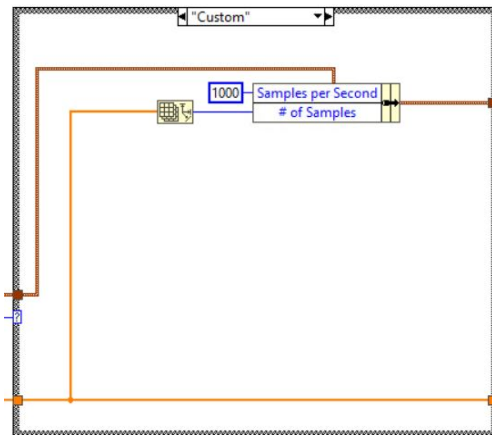 "Custom"
1000
Samples per Second
# of Samples
?